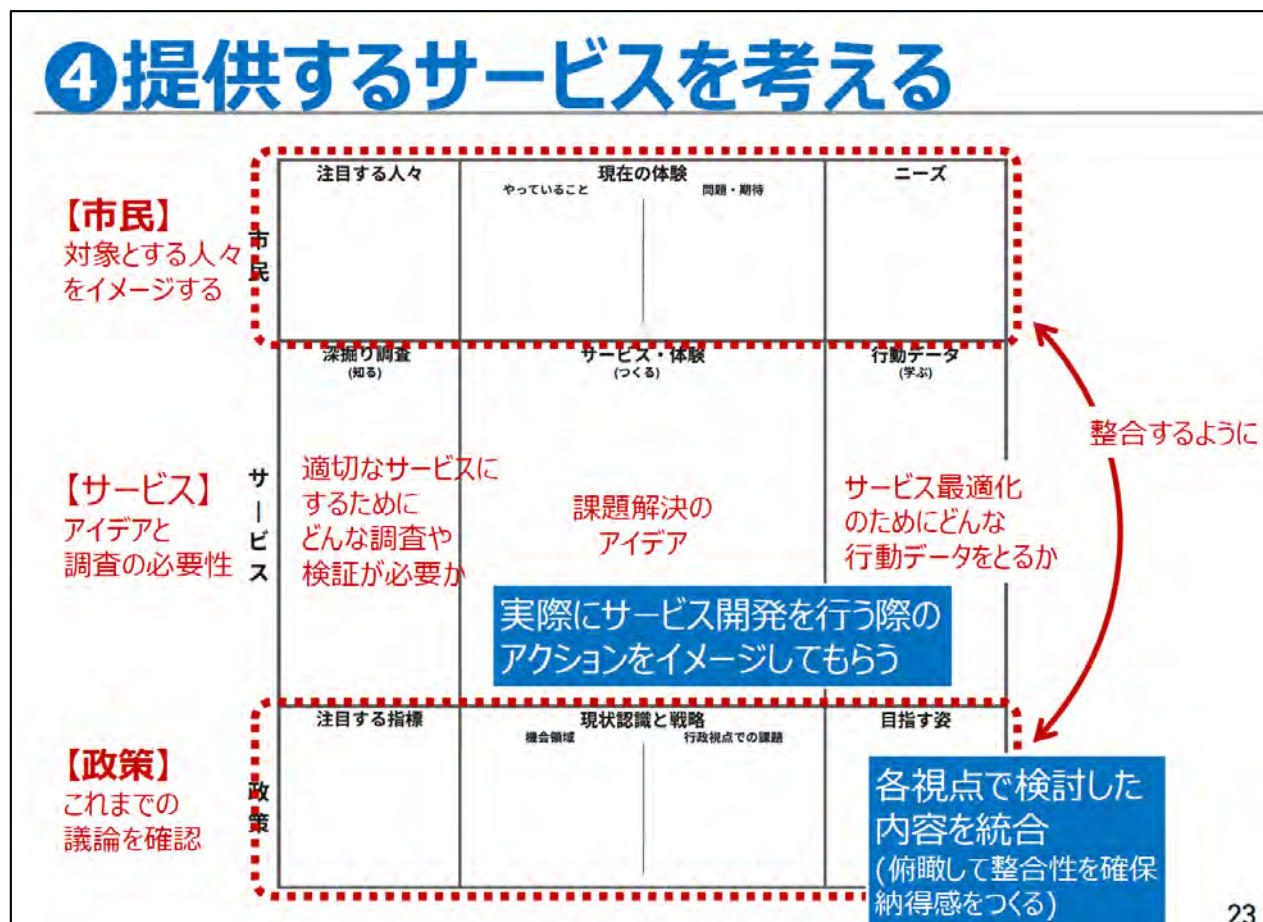 ❹提供するサービスを考える
注目する人々
現在の体験
やっていること
問題・期待
ニーズ
【市民】
対象とする人々
をイメージする
市民
深掘り調査
(知る)
サービス・体験
(つくる)
行動データ
(学ぶ)
整合するように
【サービス】
アイデアと
調査の必要性
サービス
適切なサービスに
するために
どんな調査や
検証が必要か
課題解決の
アイデア
サービス最適化
のためにどんな
行動データをとるか
実際にサービス開発を行う際の
アクションをイメージしてもらう
注目する指標
現状認識と戦略
機会領域
行政視点での課題
目指す姿
【政策】
これまでの
議論を確認
政策
各視点で検討した
内容を統合
(俯瞰して整合性を確保
納得感をつくる)
23